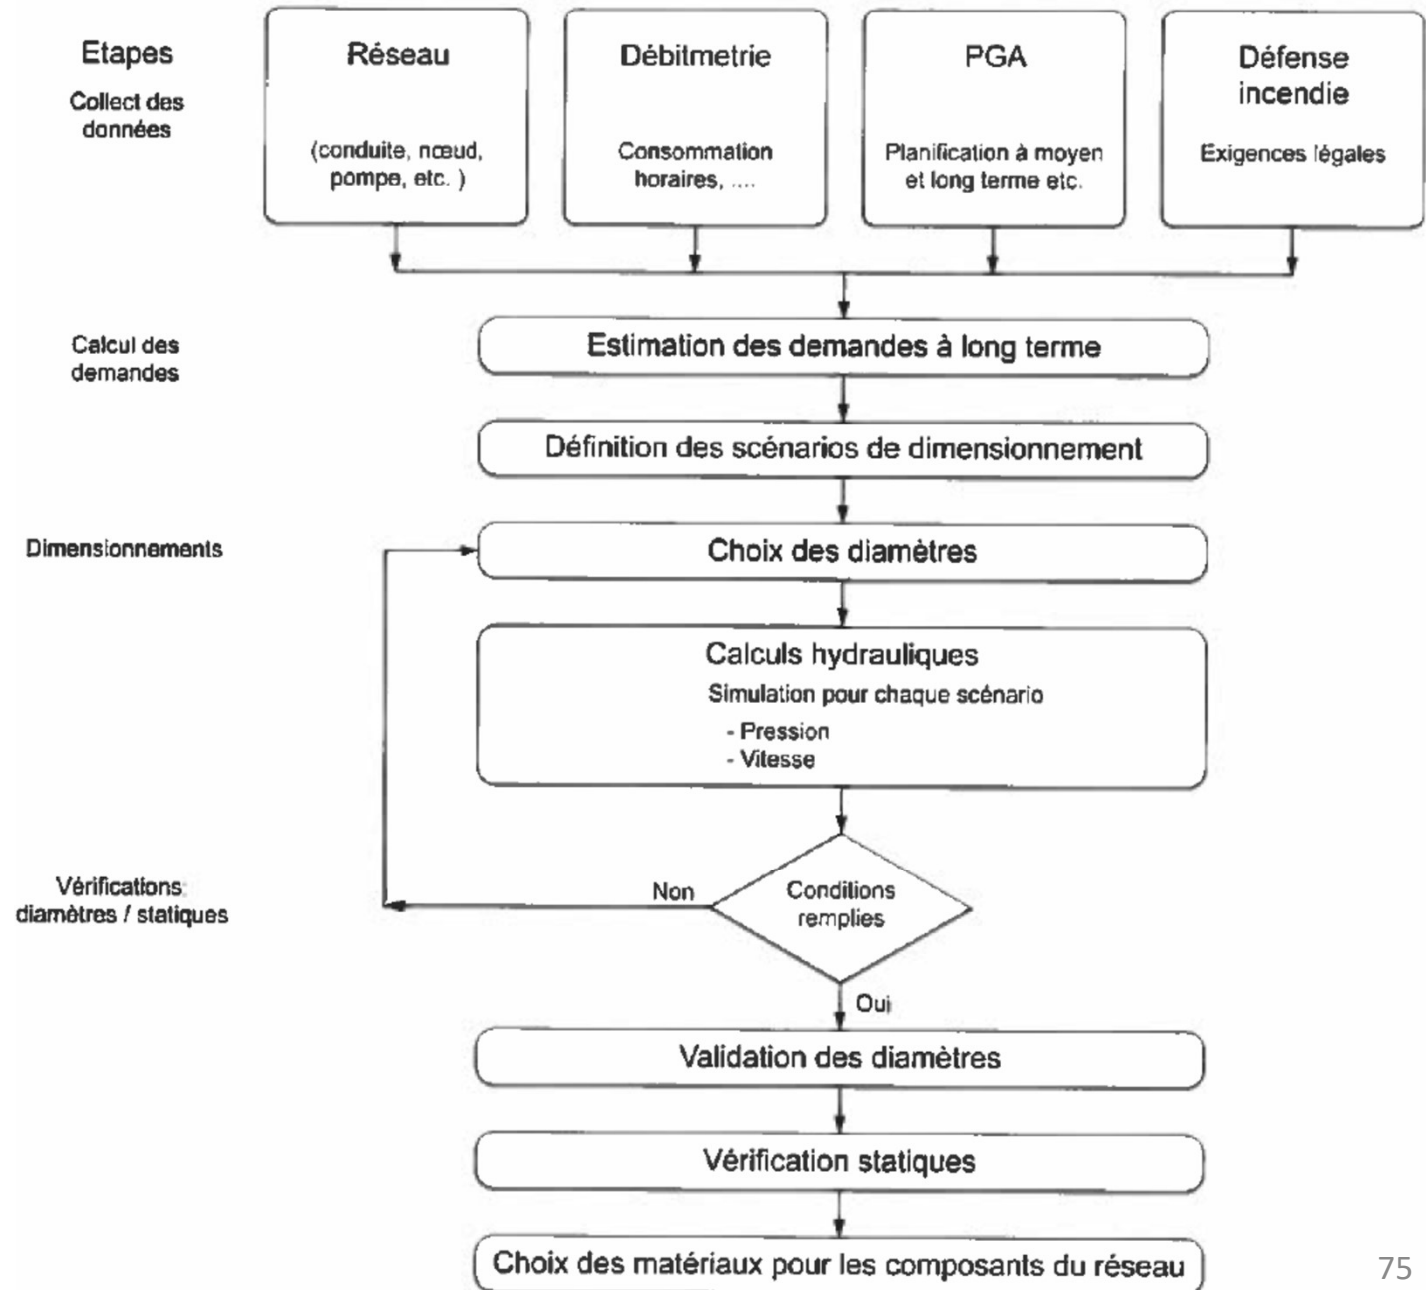 Etapes
Collect des
données
Réseau
(conduite, nœud,
pompe, etc. )
Débitmetrie
Consommation
horaires, ....
PGA
Planification à moyen
et long terme etc.
Défense
incendie
Exigences légales
Calcul des
demandes
Estimation des demandes à long terme
Définition des scénarios de dimensionnement
Dimensionnements
Choix des diamètres
Calculs hydrauliques
Simulation pour chaque scénario
- Pression
- Vitesse
Vérifications:
diamètres / statiques
Non
Conditions
remplies
Oui
Validation des diamètres
Vérification statiques
Choix des matériaux pour les composants du réseau
75